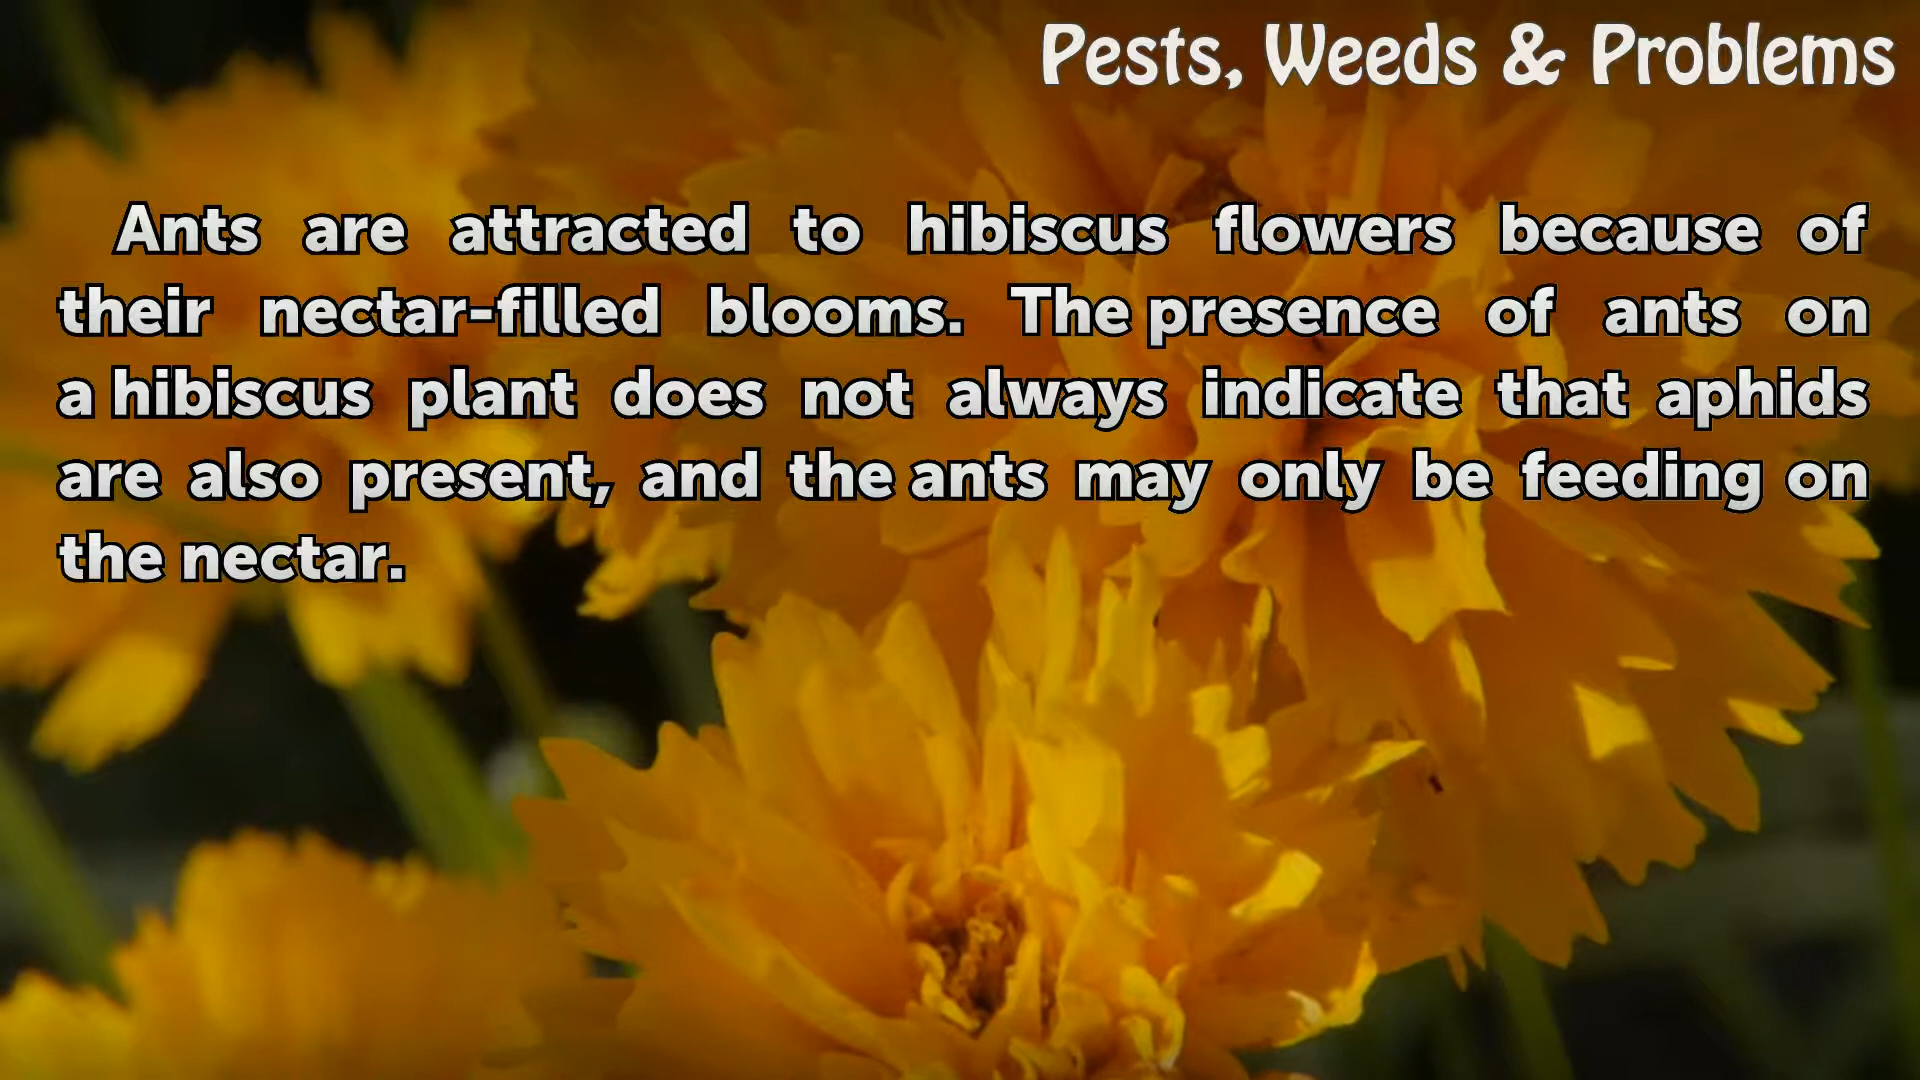 Pests, Weeds & Problems
Ants are attracted to hibiscus flowers because of
their nectar-filled blooms. The presence of ants on
a hibiscus plant does not always indicate that aphids
are also present, and the ants may only be feeding on
the nectar.